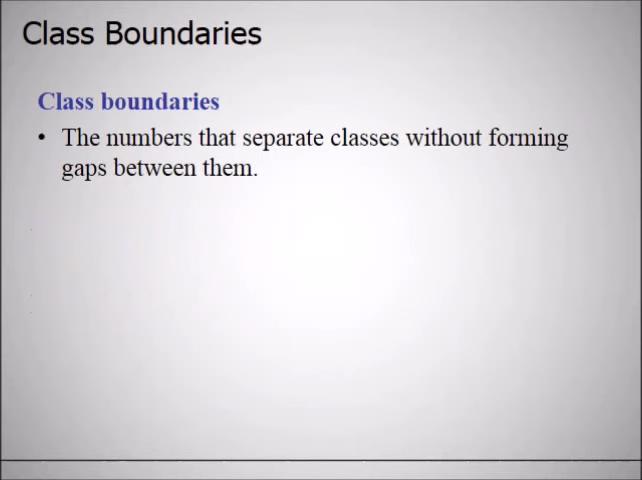 Class Boundaries
Class boundaries
• The numbers that separate classes without forming
gaps between them.